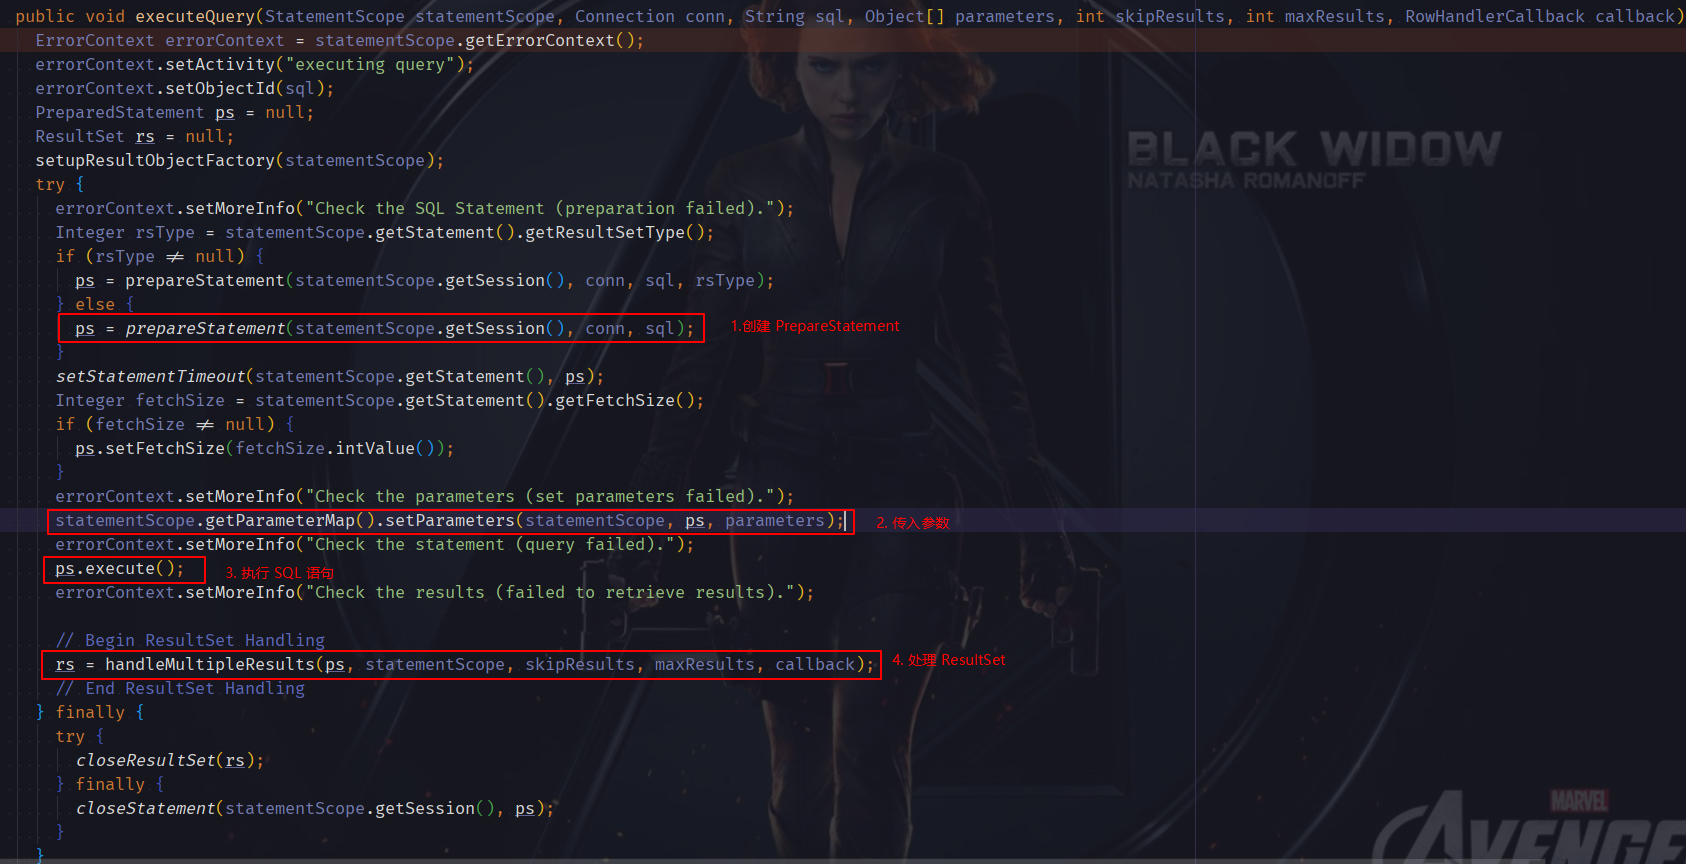 public void executeQuery(StatementScope statementScope, Connection conn, String sql, Object[] parameters, int skipResults, int maxResults, RowHandlerCallback callback)
ErrorContext errorContext = statementScope.getErrorContext();
errorContext.setActivity("executing query");
errorContext.setObjectId(sql);
PreparedStatement ps = null;
ResultSet rs = null;
setupResultObjectFactory(statementScope);
BLACK WIDOW
NATASHA ROMANOFF
try {
errorContext.setMoreInfo("Check the SQL Statement (preparation failed).");
Integer rsType = statementScope.getStatement().getResultSetType();
if (rsType ≠ null) {
ps = prepareStatement(statementScope.getSession(), conn, sql, rsType);
} else {
ps = prepareStatement(statementScope.getSession(), conn, sql); 1.创建 PrepareStatement
}
setStatementTimeout(statementScope.getStatement(), ps);
Integer fetchSize = statementScope.getStatement().getFetchSize();
if (fetchSize ≠ null) {
ps.setFetchSize(fetchSize.intValue());
}
errorContext.setMoreInfo("Check the parameters (set parameters failed).");
statementScope.getParameterMap().setParameters(statementScope, ps, parameters); 2. 传入参数
errorContext.setMoreInfo("Check the statement (query failed).");
ps.execute(); 3. 执行 SQL 语句
errorContext.setMoreInfo("Check the results (failed to retrieve results).");
// Begin ResultSet Handling
rs = handleMultipleResults(ps, statementScope, skipResults, maxResults, callback); 4. 处理 ResultSet
// End ResultSet Handling
} finally {
try {
closeResultSet(rs);
} finally {
closeStatement(statementScope.getSession(), ps);
}
}
MARVEL
AVENGE